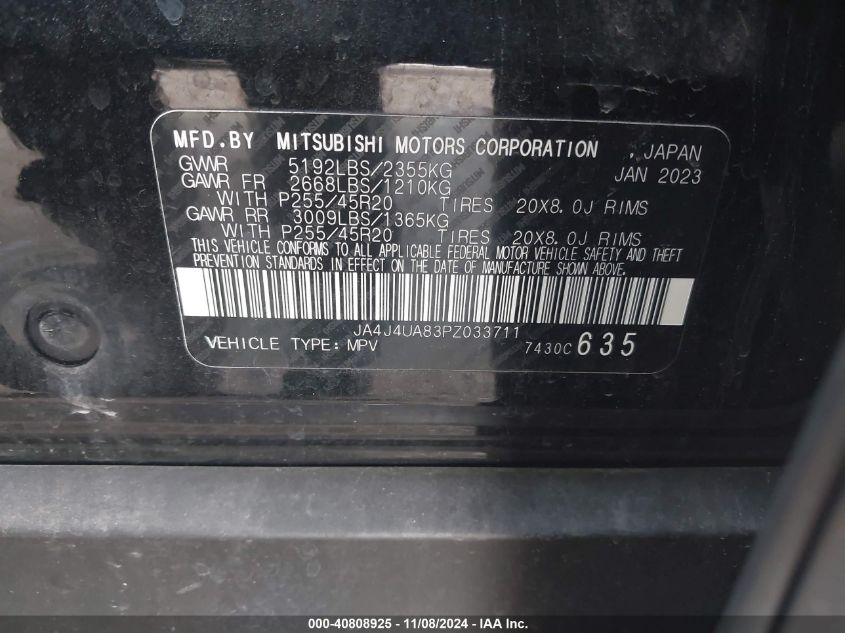 MFD.BY MITSUBISHI MOTORS CORPORATION , JAPAN
GVWR 5192LBS/2355KG JAN 2023
GAWR FR 2668LBS/1210KG
WITH P255/45R20 TIRES 20X8.0J RIMS
GAWR RR 3009LBS/1365KG
WITH P255/45R20 TIRES 20X8.0J RIMS
THIS VEHICLE CONFORMS TO ALL APPLICABLE FEDERAL MOTOR VEHICLE SAFETY AND THEFT
PREVENTION STANDARDS IN EFFECT ON THE DATE OF MANUFACTURE SHOWN ABOVE.
JA4J4UA83PZ033711
VEHICLE TYPE: MPV 7430C 635
000-40808925 - 11/08/2024 - IAAI.COM